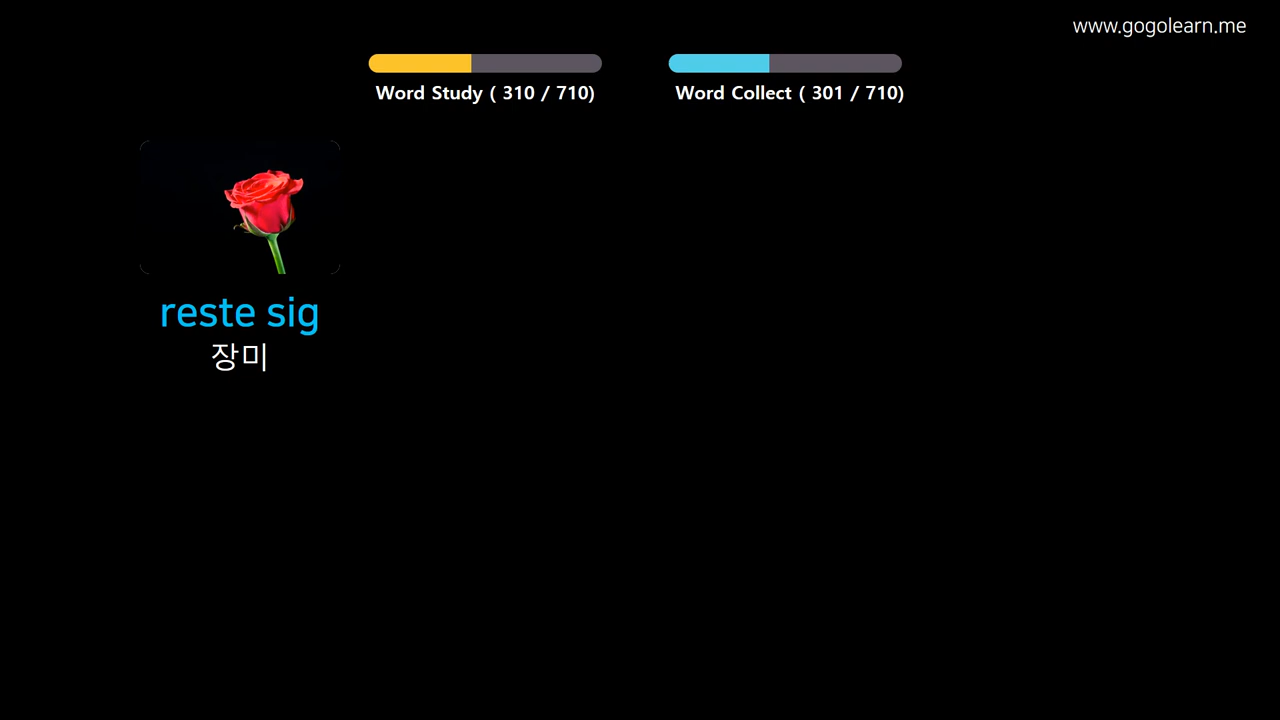 www.gogolearn.me
Word Study ( 310 / 710)
Word Collect ( 301 / 710)
reste sig
장미